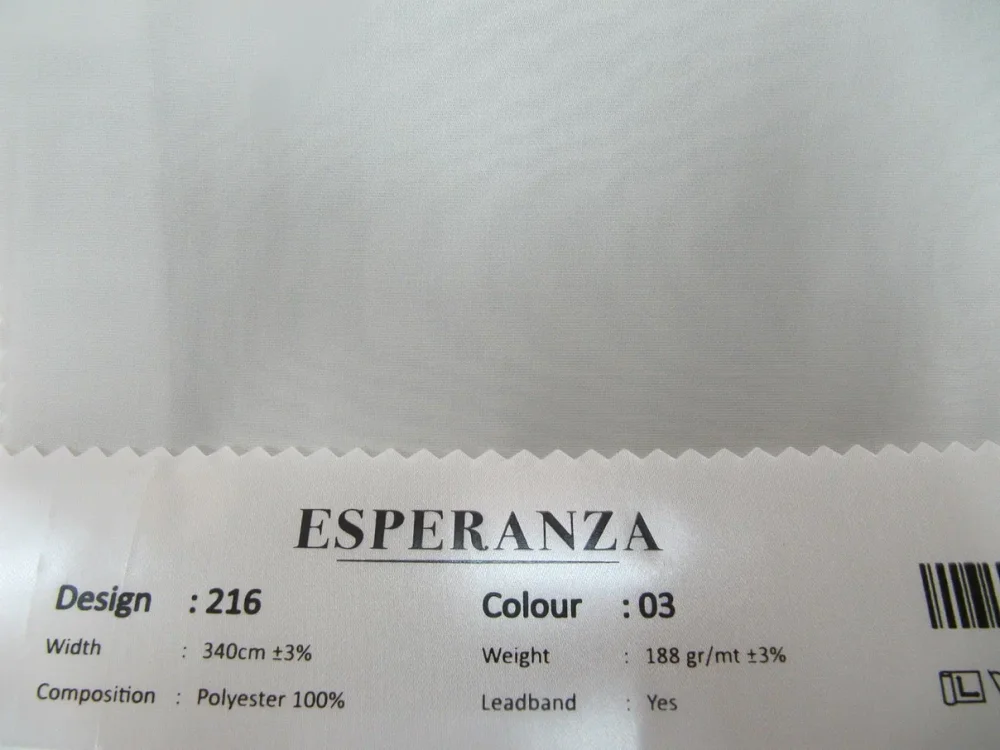 ESPERANZA
Design : 216 Colour : 03
Width : 340cm ±3% Weight : 188 gr/mt ±3%
Composition : Polyester 100% Leadband : Yes
L